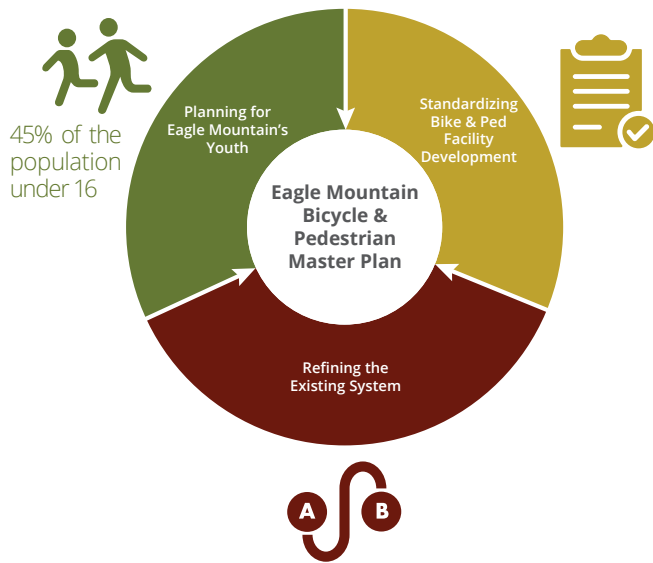 45% of the
population
under 16
Planning for
Eagle Mountain's
Youth
Standardizing
Bike & Ped
Facility
Development
Eagle Mountain
Bicycle &
Pedestrian
Master Plan
Refining the
Existing System
A
B